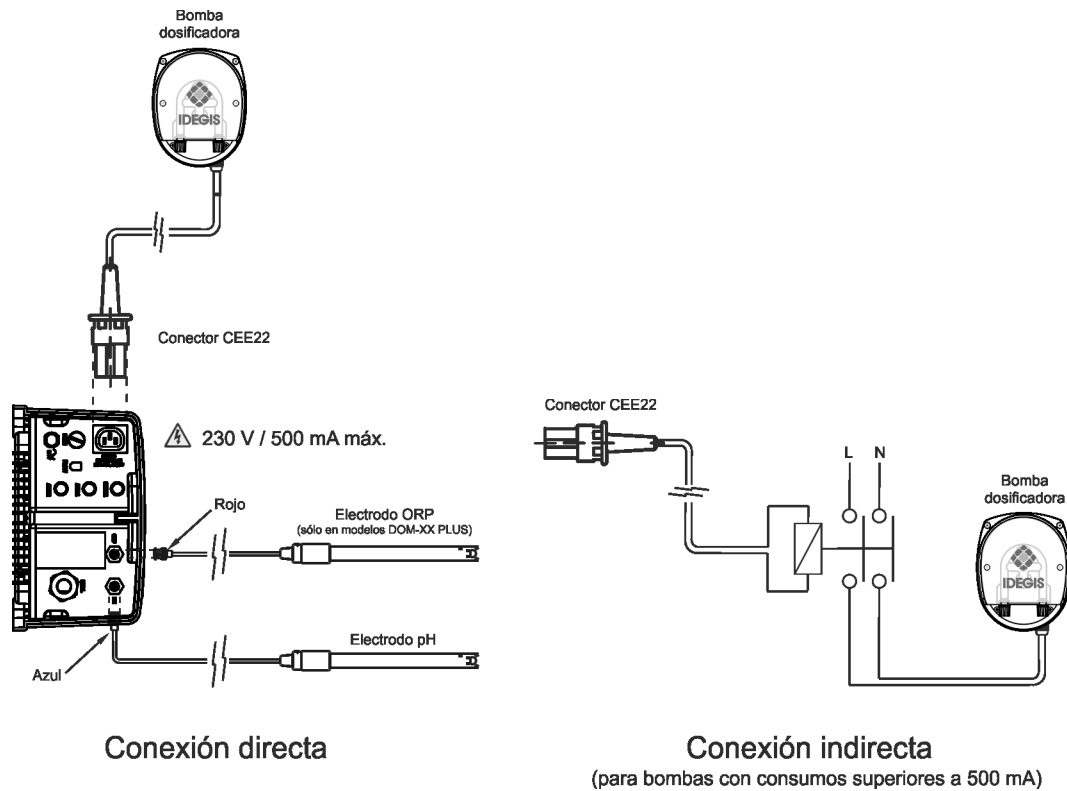 Bomba
dosificadora
IDEGIS
Conector CEE22
230 V / 500 mA máx.
Rojo
Electrodo ORP
(sólo en modelos DOM-XX PLUS)
Electrodo pH
Azul
Conexión directa
Conector CEE22
L N
Bomba
dosificadora
IDEGIS
Conexión indirecta
(para bombas con consumos superiores a 500 mA)